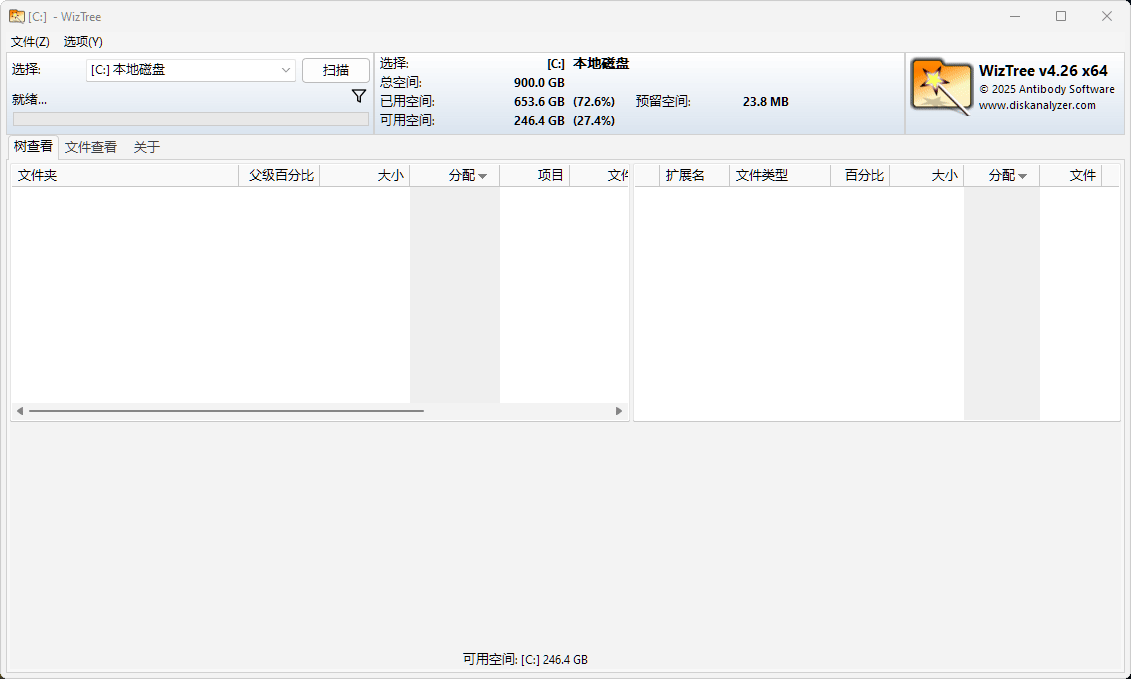 [C:] - WizTree
文件(Z) 选项(Y)
选择: [C:] 本地磁盘 扫描
就绪...
选择: [C:] 本地磁盘
总空间: 900.0 GB
已用空间: 653.6 GB (72.6%) 预留空间: 23.8 MB
可用空间: 246.4 GB (27.4%)
WizTree v4.26 x64
© 2025 Antibody Software
www.diskanalyzer.com
树查看 文件查看 关于
文件夹 父级百分比 大小 分配 项目 文件
扩展名 文件类型 百分比 大小 分配 文件
可用空间: [C:] 246.4 GB